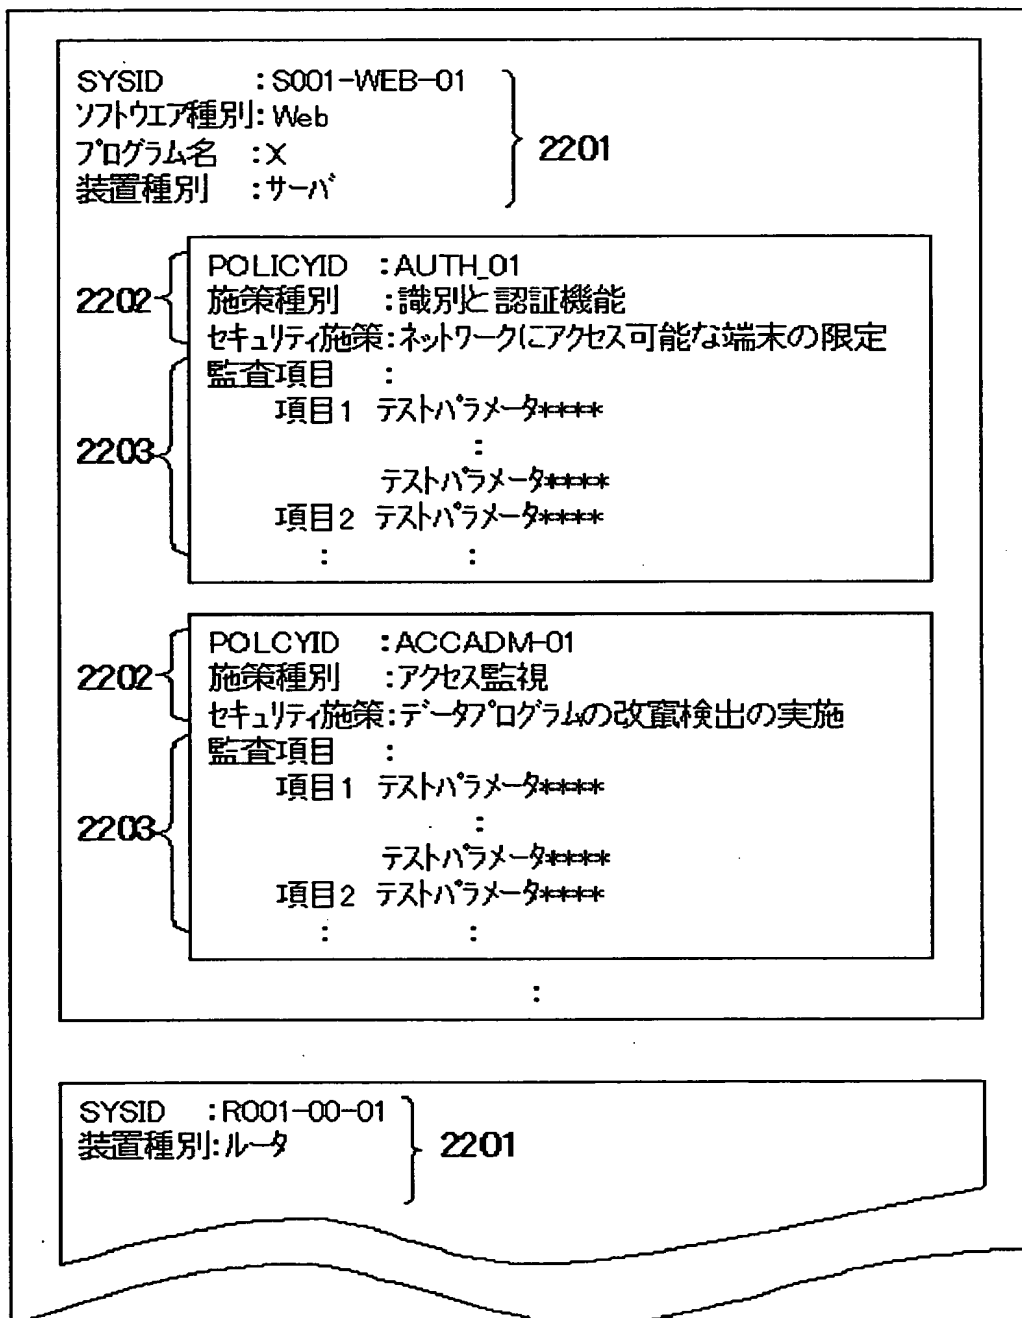 SYSID :S001-WEB-01
ソフトウエア種別:Web
プログラム名 :X
装置種別 :サーバ
2201
POLICYID :AUTH_01
施策種別 :識別と認証機能
セキュリティ施策:ネットワークにアクセス可能な端末の限定
2202
監査項目 :
項目1 テストパラメータ****
:
テストパラメータ****
項目2 テストパラメータ****
: :
2203
POLCYID :ACCADM-01
施策種別 :アクセス監視
セキュリティ施策:データプログラムの改竄検出の実施
2202
監査項目 :
項目1 テストパラメータ****
:
テストパラメータ****
項目2 テストパラメータ****
: :
2203
:
SYSID :R001-00-01
装置種別:ルータ
2201